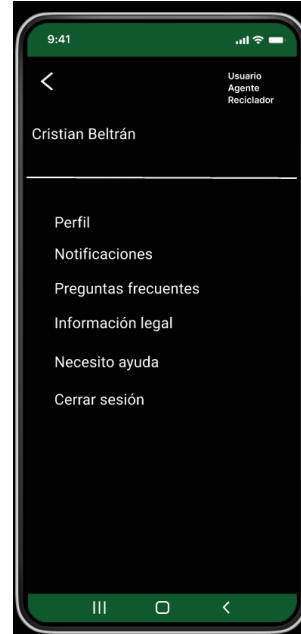 9:41
Usuario
Agente
Reciclador
Cristian Beltrán
Perfil
Notificaciones
Preguntas frecuentes
Información legal
Necesito ayuda
Cerrar sesión